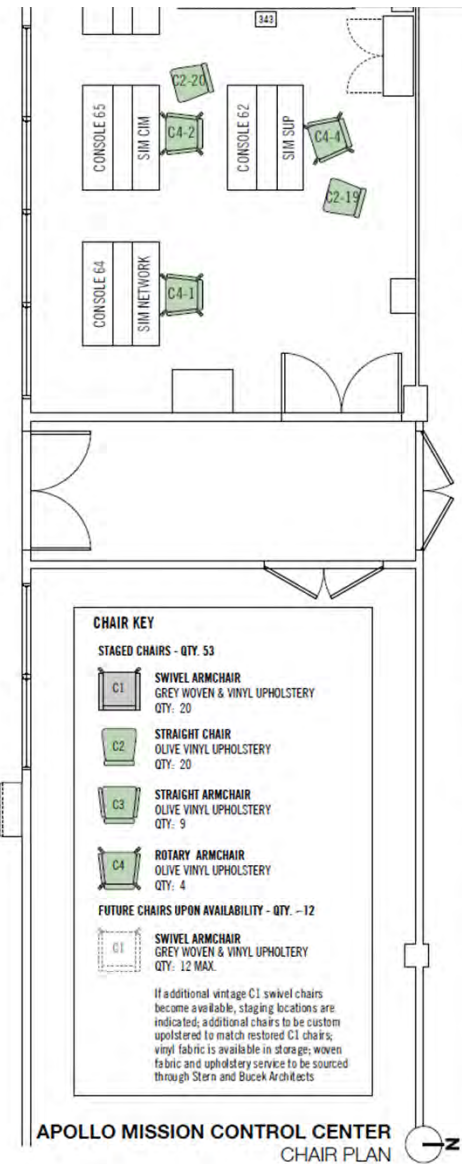 343
C2-20
CONSOLE 65
SIM CIM
C4-2
CONSOLE 62
SIM SUP
C4-4
C2-19
CONSOLE 64
SIM NETWORK
C4-1
CHAIR KEY
STAGED CHAIRS - QTY. 53
C1
SWIVEL ARMCHAIR
GREY WOVEN & VINYL UPHOLSTERY
QTY: 20
C2
STRAIGHT CHAIR
OLIVE VINYL UPHOLSTERY
QTY: 20
C3
STRAIGHT ARMCHAIR
OLIVE VINYL UPHOLSTERY
QTY: 9
C4
ROTARY ARMCHAIR
OLIVE VINYL UPHOLSTERY
QTY: 4
FUTURE CHAIRS UPON AVAILABILITY - QTY. ~12
C1
SWIVEL ARMCHAIR
GREY WOVEN & VINYL UPHOLTERY
QTY: 12 MAX.
If additional vintage C1 swivel chairs
become available, staging locations are
indicated; additional chairs to be custom
upolstered to match restored C1 chairs;
vinyl fabric is available in storage; woven
fabric and upholstery service to be sourced
through Stern and Bucek Architects
APOLLO MISSION CONTROL CENTER
CHAIR PLAN
N